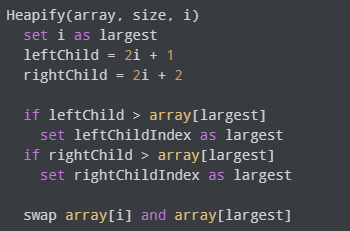 Heapify(array, size, i)
set i as largest
leftChild = 2i + 1
rightChild = 2i + 2
if leftChild > array[largest]
set leftChildIndex as largest
if rightChild > array[largest]
set rightChildIndex as largest
swap array[i] and array[largest]